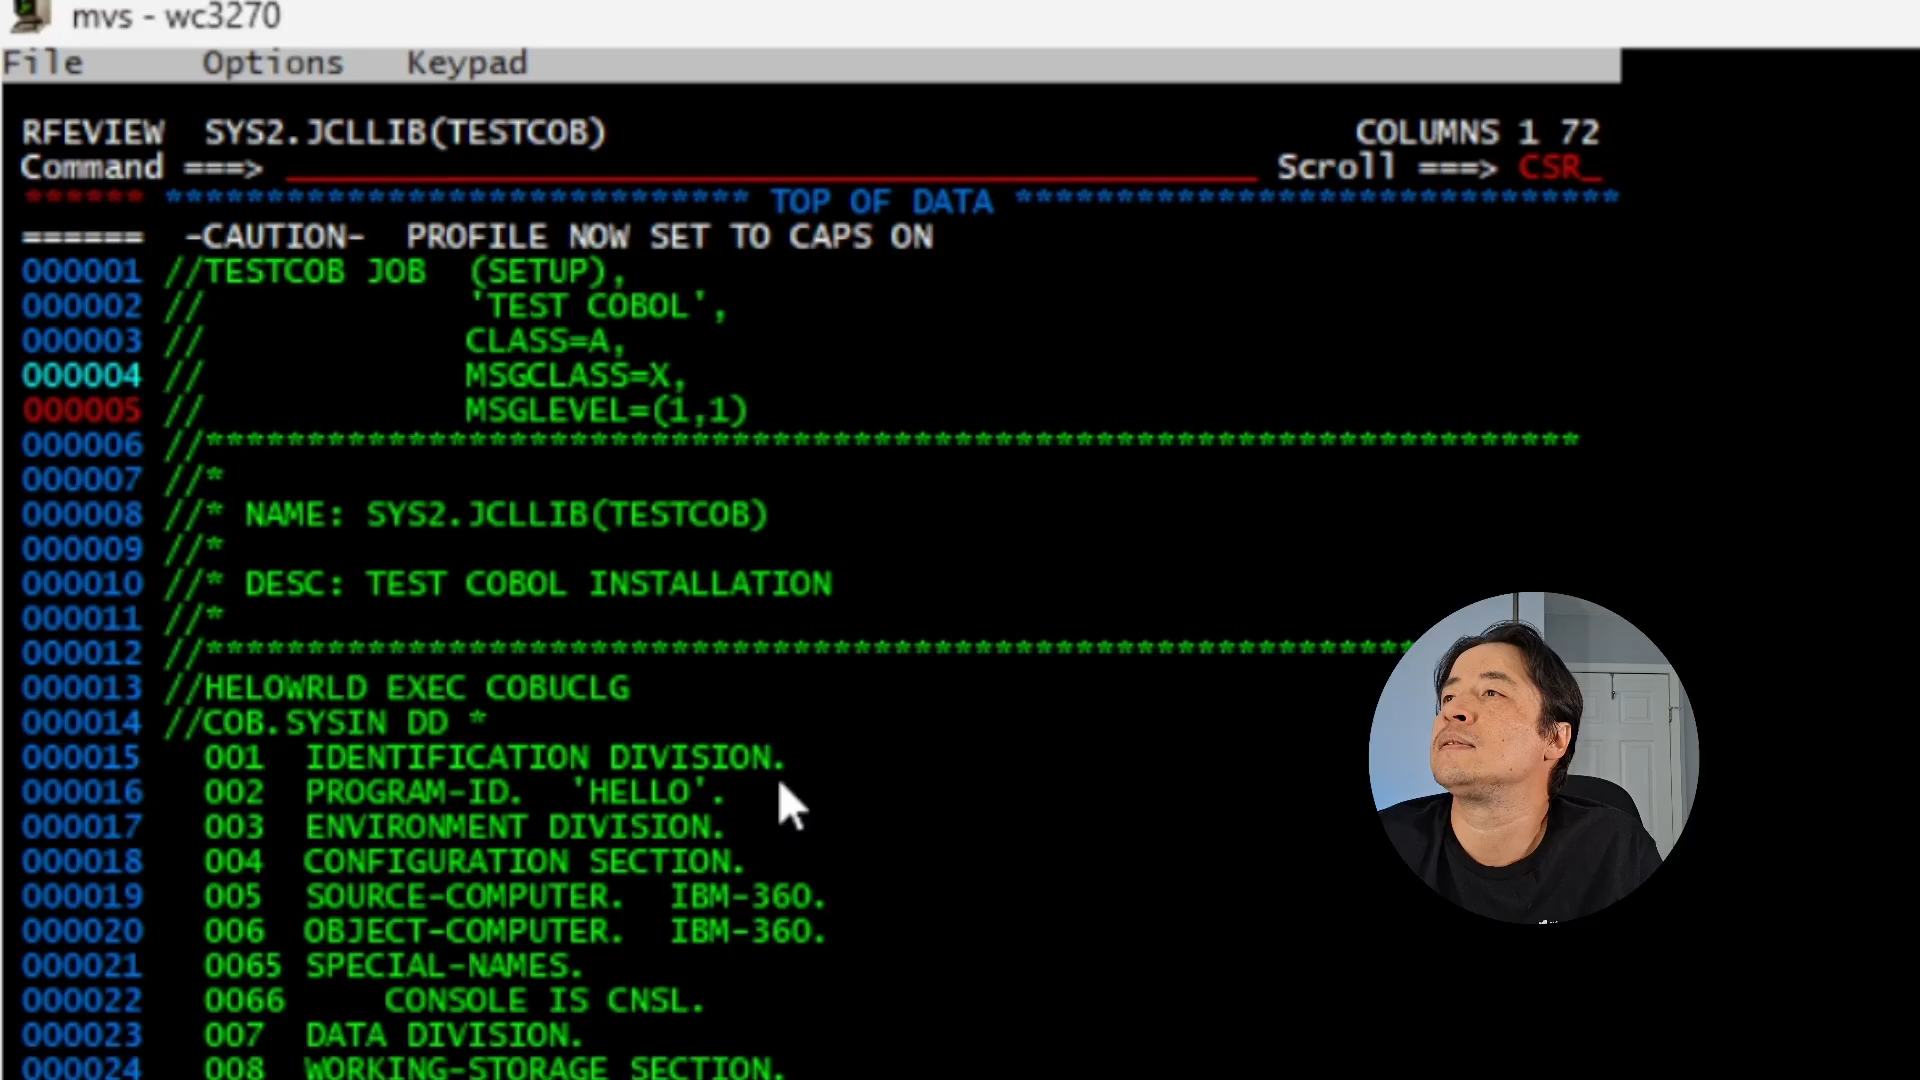 mvs - wc3270
File Options Keypad
RFEVIEW SYS2.JCLLIB(TESTCOB) COLUMNS 1 72
Command ===> Scroll ===> CSR_
****** ***************************** TOP OF DATA ******************************
====== -CAUTION- PROFILE NOW SET TO CAPS ON
000001 //TESTCOB JOB (SETUP),
000002 // 'TEST COBOL',
000003 // CLASS=A,
000004 // MSGCLASS=X,
000005 // MSGLEVEL=(1,1)
000006 //********************************************************************
000007 //*
000008 //* NAME: SYS2.JCLLIB(TESTCOB)
000009 //*
000010 //* DESC: TEST COBOL INSTALLATION
000011 //*
000012 //************************************************************
000013 //HELOWRLD EXEC COBUCLG
000014 //COB.SYSIN DD *
000015 001 IDENTIFICATION DIVISION.
000016 002 PROGRAM-ID. 'HELLO'.
000017 003 ENVIRONMENT DIVISION.
000018 004 CONFIGURATION SECTION.
000019 005 SOURCE-COMPUTER. IBM-360.
000020 006 OBJECT-COMPUTER. IBM-360.
000021 0065 SPECIAL-NAMES.
000022 0066 CONSOLE IS CNSL.
000023 007 DATA DIVISION.
000024 008 WORKING-STORAGE SECTION.